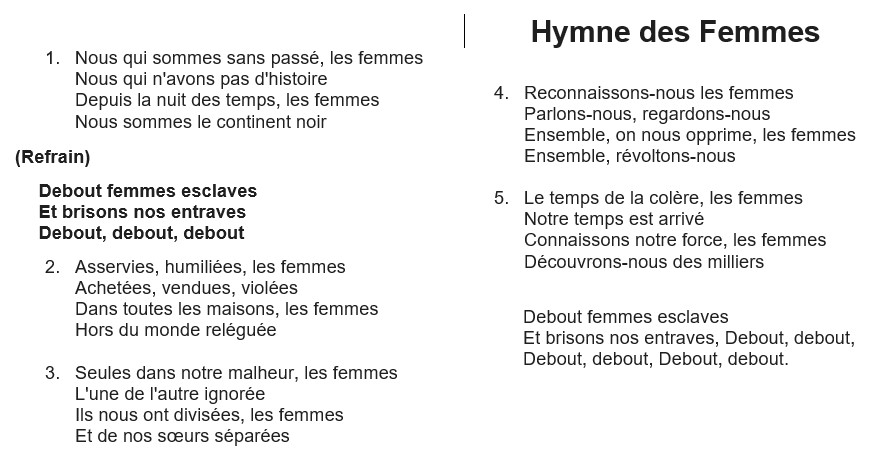 Hymne des Femmes
1. Nous qui sommes sans passé, les femmes
Nous qui n'avons pas d'histoire
Depuis la nuit des temps, les femmes
Nous sommes le continent noir
(Refrain)
Debout femmes esclaves
Et brisons nos entraves
Debout, debout, debout
2. Asservies, humiliées, les femmes
Achetées, vendues, violées
Dans toutes les maisons, les femmes
Hors du monde reléguée
3. Seules dans notre malheur, les femmes
L'une de l'autre ignorée
Ils nous ont divisées, les femmes
Et de nos sœurs séparées
4. Reconnaissons-nous les femmes
Parlons-nous, regardons-nous
Ensemble, on nous opprime, les femmes
Ensemble, révoltons-nous
5. Le temps de la colère, les femmes
Notre temps est arrivé
Connaissons notre force, les femmes
Découvrons-nous des milliers
Debout femmes esclaves
Et brisons nos entraves, Debout, debout,
Debout, debout, Debout, debout.